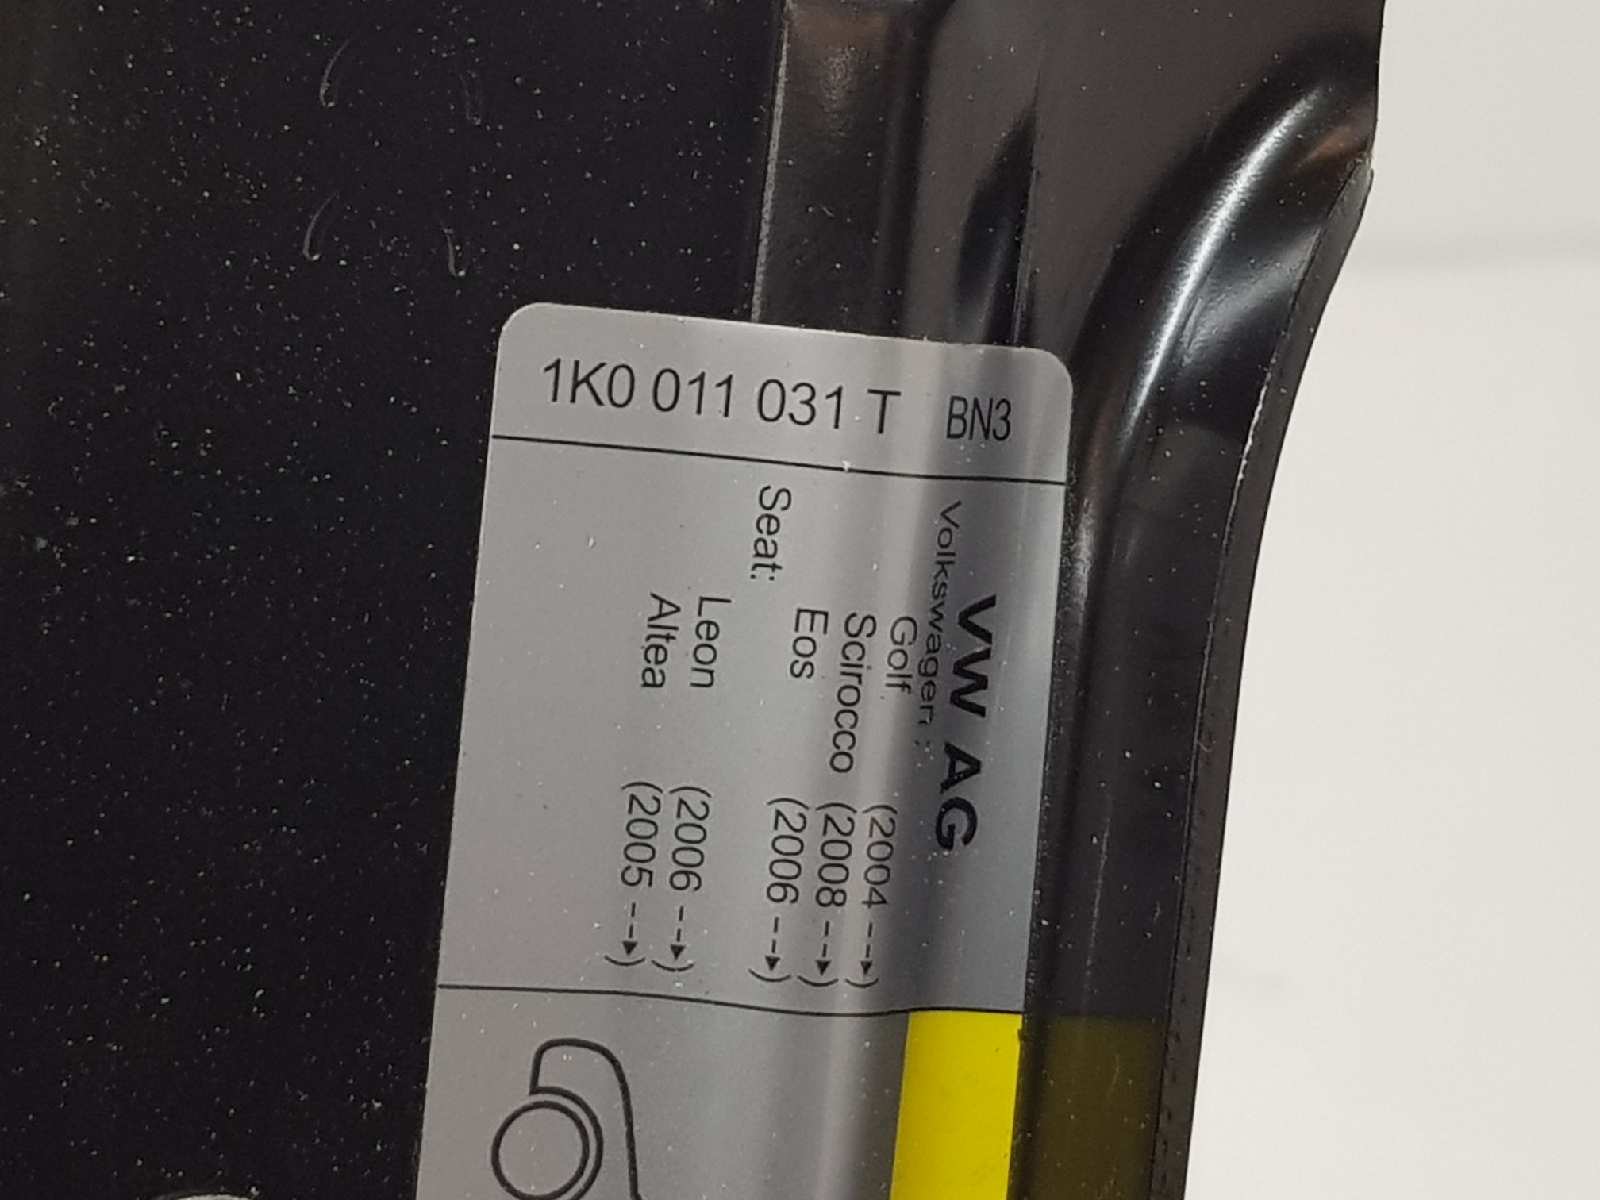 1K0 011 031 T BN3
VW AG
Volkswagen:
Golf (2004 --►)
Scirocco (2008 --►)
Eos (2006 --►)
Seat:
Leon (2006 --►)
Altea (2005 --►)